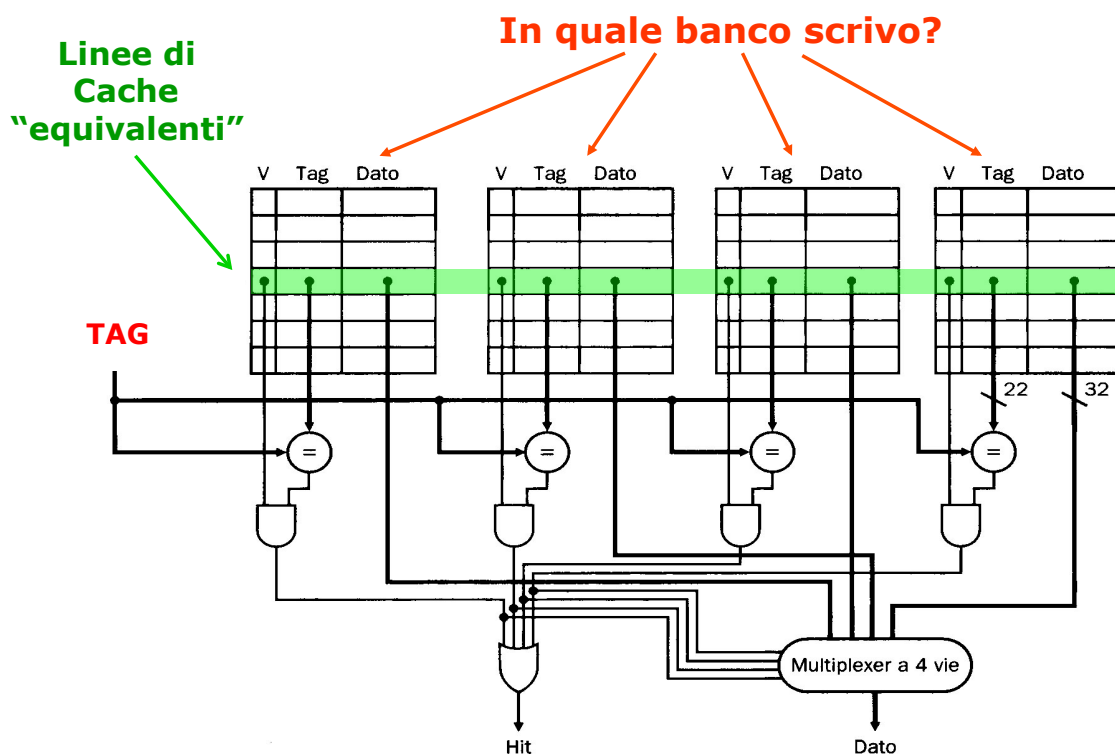 In quale banco scrivo?
Linee di
Cache
“equivalenti”
V Tag Dato V Tag Dato V Tag Dato V Tag Dato
TAG
22 32
= = = =
Multiplexer a 4 vie
Hit Dato